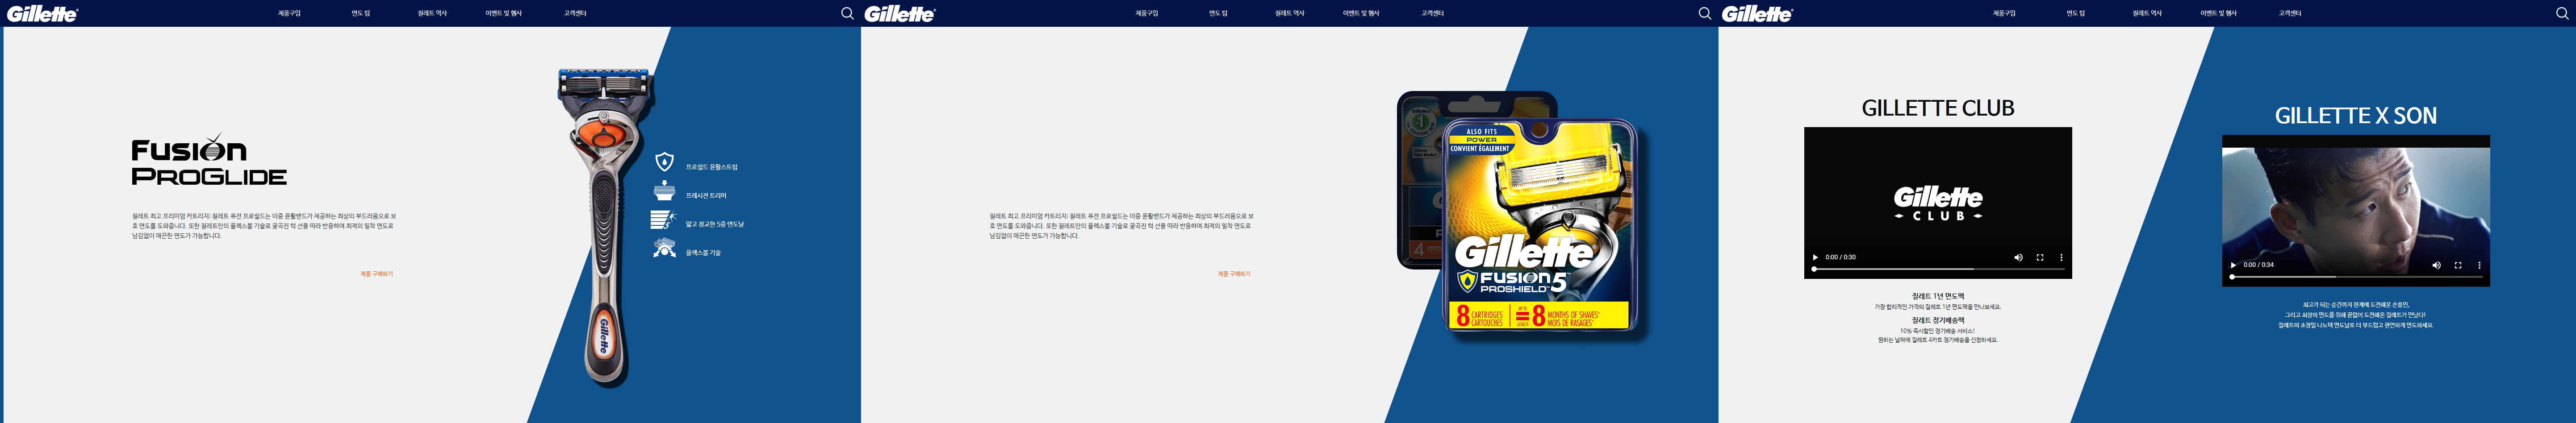 Gillette
제품구입 면도 팁 질레트 역사 이벤트 및 행사 고객센터
FUSION
PROGLIDE
질레트 최고 프리미엄 카트리지: 질레트 퓨전 프로쉴드는 이중 윤활밴드가 제공하는 최상의 부드러움으로 보
호 면도를 도와줍니다. 또한 질레트만의 플렉스볼 기술로 굴곡진 턱 선을 따라 반응하여 최적의 밀착 면도로
남김없이 매끈한 면도가 가능합니다.
제품 구매하기
Gillette
프로쉴드 윤활스트립
프레시젼 트리머
얇고 정교한 5중 면도날
플렉스볼 기술
Gillette
제품구입 면도 팁 질레트 역사 이벤트 및 행사 고객센터
질레트 최고 프리미엄 카트리지: 질레트 퓨전 프로쉴드는 이중 윤활밴드가 제공하는 최상의 부드러움으로 보
호 면도를 도와줍니다. 또한 질레트만의 플렉스볼 기술로 굴곡진 턱 선을 따라 반응하여 최적의 밀착 면도로
남김없이 매끈한 면도가 가능합니다.
제품 구매하기
ALSO FITS
POWER
CONVIENT ÉGALEMENT
Gillette
FUSION5
PROSHIELD
8 CARTRIDGES
CARTOUCHES
= 8 MONTHS OF SHAVES*
MOIS DE RASAGES*
#1
4
Gillette
제품구입 면도 팁 질레트 역사 이벤트 및 행사 고객센터
GILLETTE CLUB
Gillette
CLUB
0:00 / 0:30
질레트 1년 면도팩
가장 합리적인 가격의 질레트 1년 면도팩을 만나보세요.
질레트 정기배송팩
10% 즉시할인 정기배송 서비스!
원하는 날짜에 질레트 4카트 정기배송을 신청하세요.
GILLETTE X SON
0:00 / 0:34
최고가 되는 순간까지 한계에 도전해온 손흥민,
그리고 최상의 면도를 위해 끝없이 도전해온 질레트가 만났다!
질레트의 초정밀 나노텍 면도날로 더 부드럽고 편안하게 면도하세요.